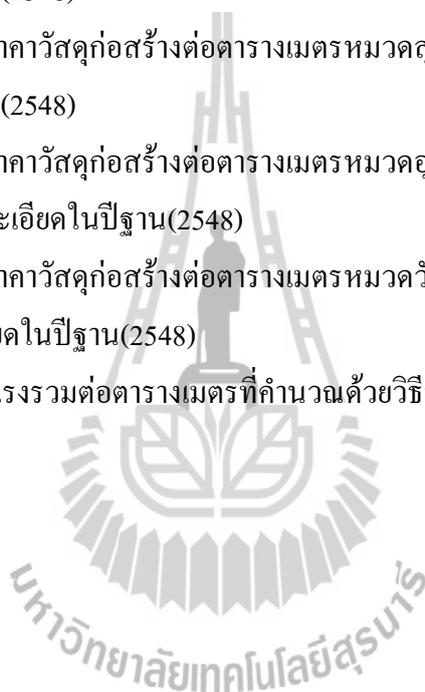 าคาวัสดุก่อสร้างต่อตารางเมตรหมวดสุ
(2548)
าคาวัสดุก่อสร้างต่อตารางเมตรหมวดอุ
ะเอียดในปีฐาน(2548)
าคาวัสดุก่อสร้างต่อตารางเมตรหมวดวั
ยดในปีฐาน(2548)
แรงรวมต่อตารางเมตรที่คำนวณด้วยวิธี
มหาวิทยาลัยเทคโนโลยีสุรนารี